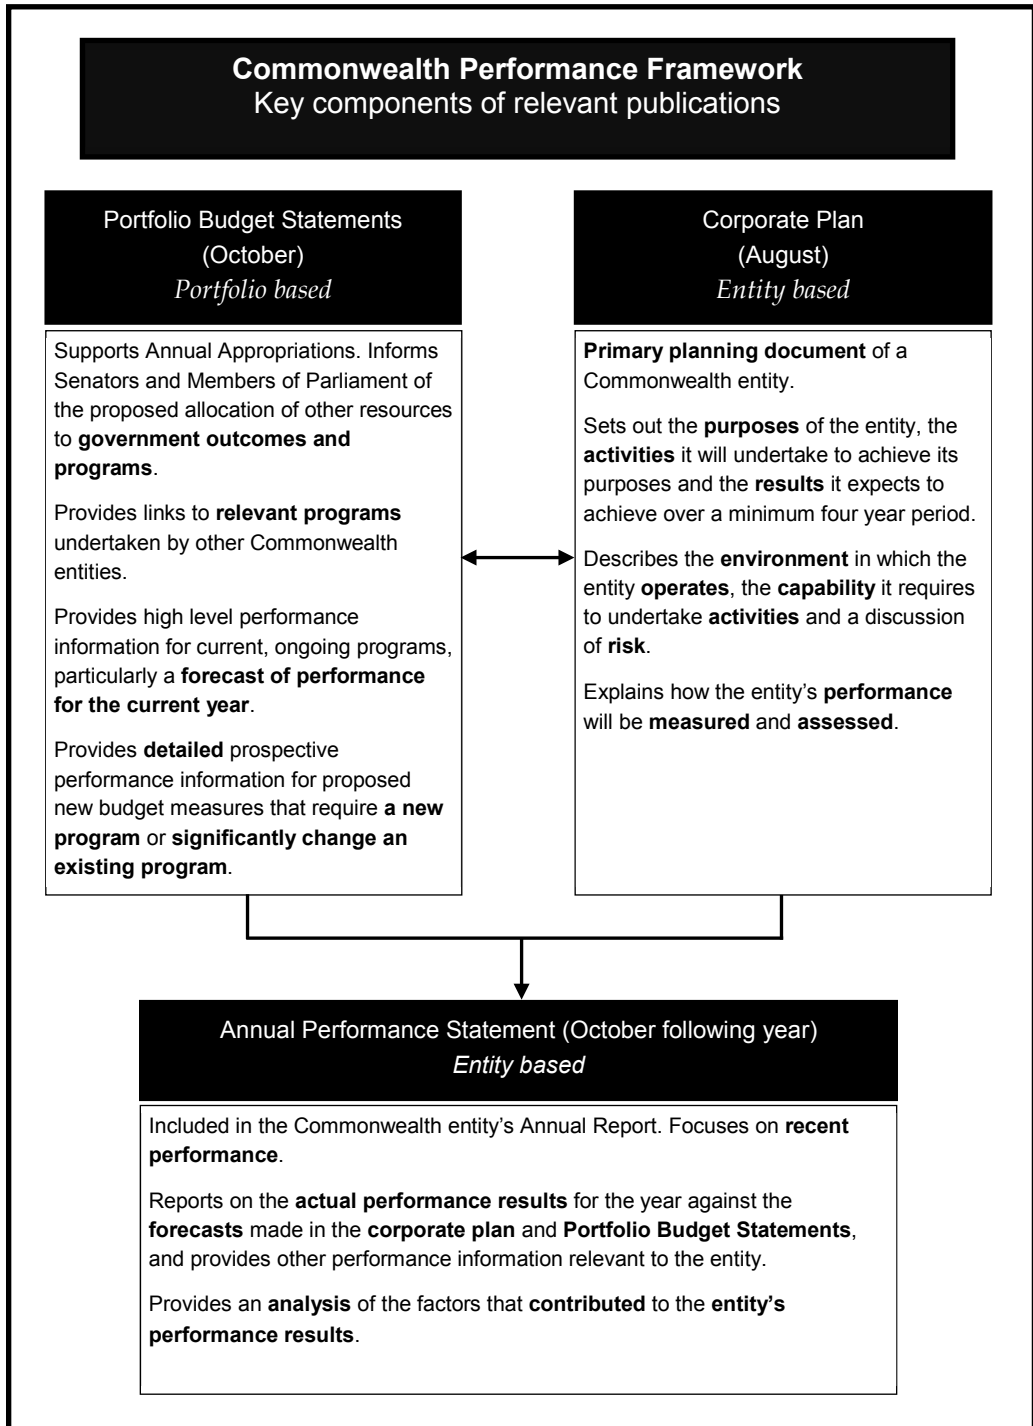 Commonwealth Performance Framework
Key components of relevant publications
Portfolio Budget Statements
(October)
Portfolio based
Supports Annual Appropriations. Informs
Senators and Members of Parliament of
the proposed allocation of other resources
to government outcomes and
programs.
Provides links to relevant programs
undertaken by other Commonwealth
entities.
Provides high level performance
information for current, ongoing programs,
particularly a forecast of performance
for the current year.
Provides detailed prospective
performance information for proposed
new budget measures that require a new
program or significantly change an
existing program.
Corporate Plan
(August)
Entity based
Primary planning document of a
Commonwealth entity.
Sets out the purposes of the entity, the
activities it will undertake to achieve its
purposes and the results it expects to
achieve over a minimum four year period.
Describes the environment in which the
entity operates, the capability it requires
to undertake activities and a discussion
of risk.
Explains how the entity's performance
will be measured and assessed.
Annual Performance Statement (October following year)
Entity based
Included in the Commonwealth entity's Annual Report. Focuses on recent
performance.
Reports on the actual performance results for the year against the
forecasts made in the corporate plan and Portfolio Budget Statements,
and provides other performance information relevant to the entity.
Provides an analysis of the factors that contributed to the entity's
performance results.